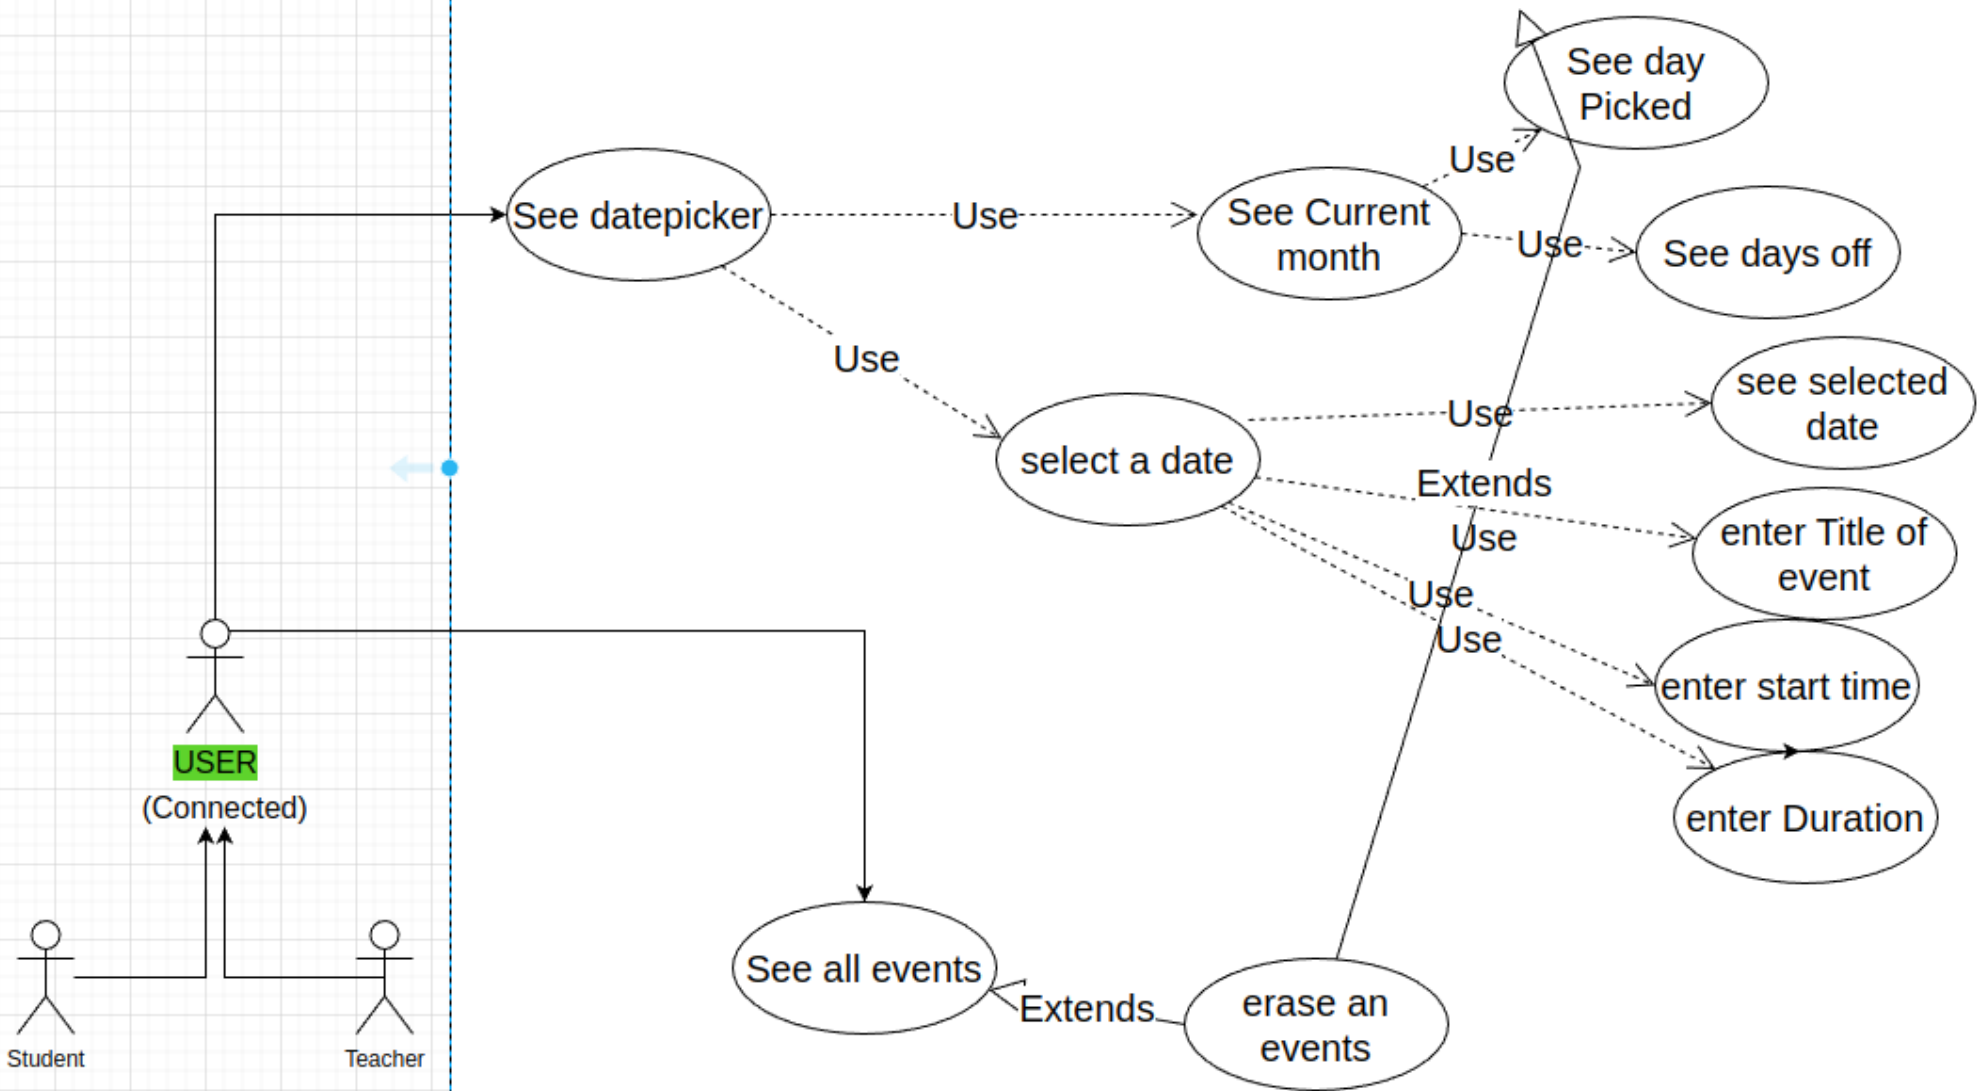 See day
Picked
Use
See datepicker
Use
See Current
month
Use
See days off
Use
see selected
date
Use
select a date
Extends
enter Title of
event
Use
Use
Use
enter start time
USER
(Connected)
enter Duration
See all events
Extends
erase an
events
Student
Teacher